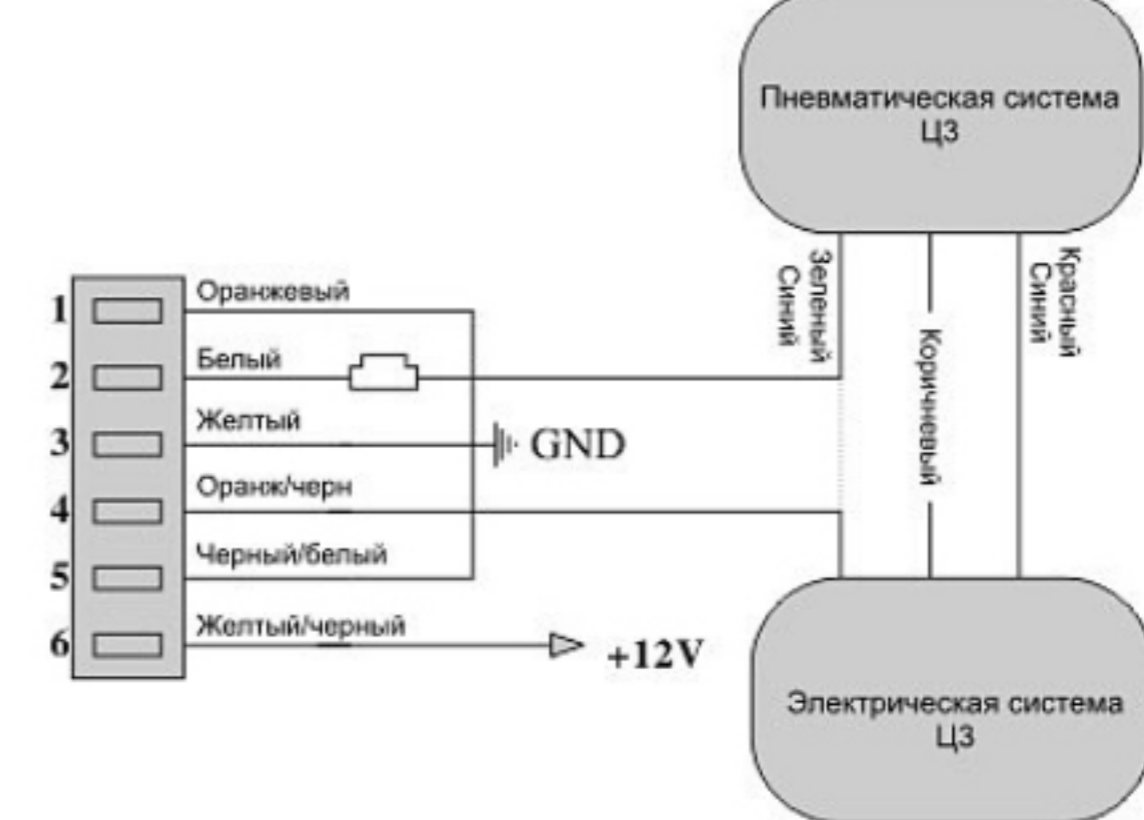 Пневматическая система
ЦЗ
Зеленый
Синий
Красный
Синий
Коричневый
1
Оранжевый
2
Белый
3
Желтый
GND
4
Оранж/черн
5
Черный/белый
6
Желтый/черный
+12V
Электрическая система
ЦЗ